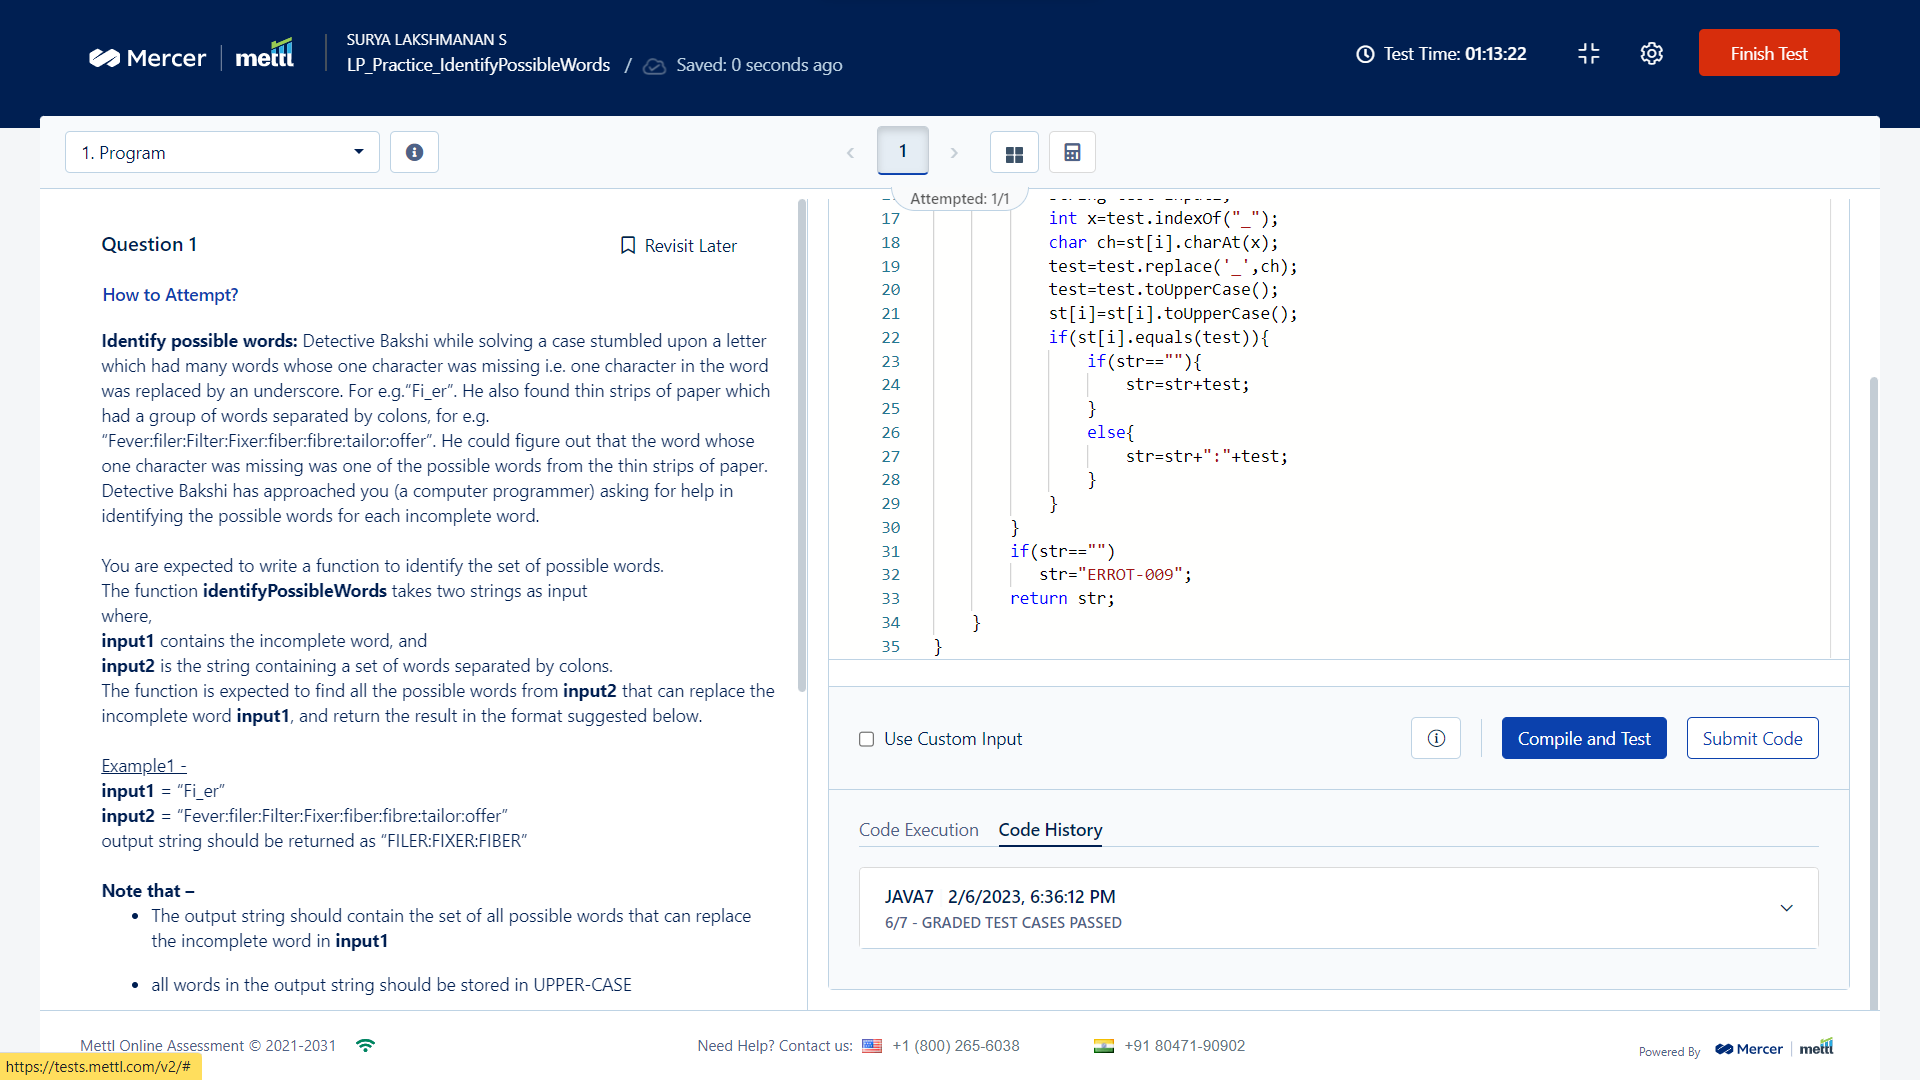 Mercer | mettl
SURYA LAKSHMANAN S
LP_Practice_IdentifyPossibleWords / Saved: 0 seconds ago
Test Time: 01:13:22
Finish Test
1. Program
1
Attempted: 1/1
Question 1
Revisit Later
How to Attempt?
Identify possible words: Detective Bakshi while solving a case stumbled upon a letter
which had many words whose one character was missing i.e. one character in the word
was replaced by an underscore. For e.g.“Fi_er”. He also found thin strips of paper which
had a group of words separated by colons, for e.g.
“Fever:filer:Filter:Fixer:fiber:fibre:tailor:offer”. He could figure out that the word whose
one character was missing was one of the possible words from the thin strips of paper.
Detective Bakshi has approached you (a computer programmer) asking for help in
identifying the possible words for each incomplete word.
You are expected to write a function to identify the set of possible words.
The function identifyPossibleWords takes two strings as input
where,
input1 contains the incomplete word, and
input2 is the string containing a set of words separated by colons.
The function is expected to find all the possible words from input2 that can replace the
incomplete word input1, and return the result in the format suggested below.
Example1 -
input1 = “Fi_er”
input2 = “Fever:filer:Filter:Fixer:fiber:fibre:tailor:offer”
output string should be returned as “FILER:FIXER:FIBER”
Note that –
• The output string should contain the set of all possible words that can replace
the incomplete word in input1
• all words in the output string should be stored in UPPER-CASE
17 int x=test.indexOf("_");
18 char ch=st[i].charAt(x);
19 test=test.replace('_',ch);
20 test=test.toUpperCase();
21 st[i]=st[i].toUpperCase();
22 if(st[i].equals(test)){
23 if(str==""){
24 str=str+test;
25 }
26 else{
27 str=str+":"+test;
28 }
29 }
30 }
31 if(str=="")
32 str="ERROT-009";
33 return str;
34 }
35 }
Use Custom Input
Compile and Test
Submit Code
Code Execution
Code History
JAVA7 2/6/2023, 6:36:12 PM
6/7 - GRADED TEST CASES PASSED
Mettl Online Assessment © 2021-2031
Need Help? Contact us: +1 (800) 265-6038
+91 80471-90902
Powered By Mercer | mettl
https://tests.mettl.com/v2/#